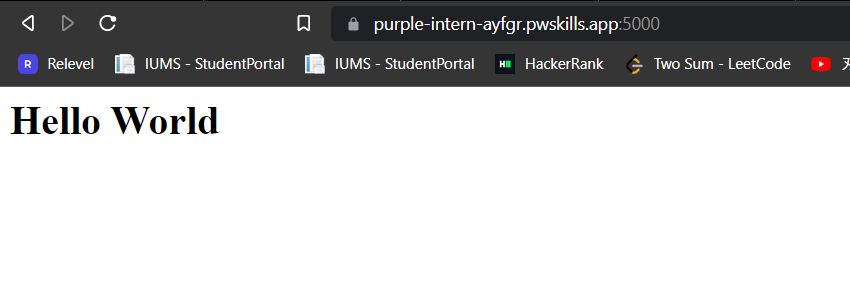 purple-intern-ayfgr.pwskills.app:5000
R Relevel IUMS - StudentPortal IUMS - StudentPortal H HackerRank Two Sum - LeetCode
Hello World